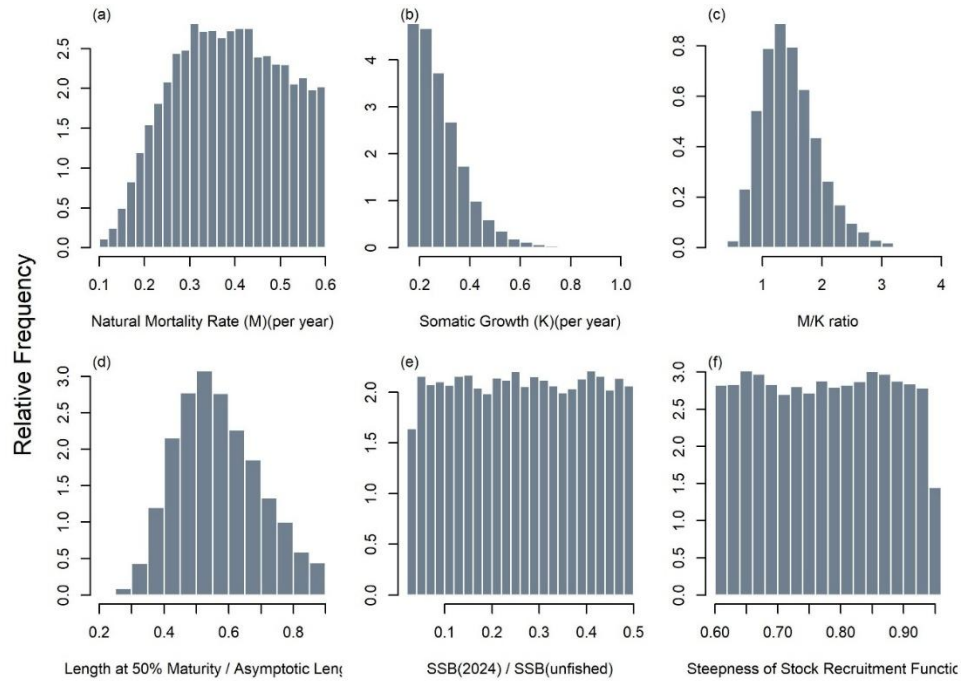 Relative Frequency
(a)
0.0 0.5 1.0 1.5 2.0 2.5
0.1 0.2 0.3 0.4 0.5 0.6
Natural Mortality Rate (M)(per year)
(b)
0 1 2 3 4
0.2 0.4 0.6 0.8 1.0
Somatic Growth (K)(per year)
(c)
0.0 0.2 0.4 0.6 0.8
1 2 3 4
M/K ratio
(d)
0.0 0.5 1.0 1.5 2.0 2.5 3.0
0.2 0.4 0.6 0.8
Length at 50% Maturity / Asymptotic Leng
(e)
0.0 0.5 1.0 1.5 2.0
0.1 0.2 0.3 0.4 0.5
SSB(2024) / SSB(unfished)
(f)
0.0 0.5 1.0 1.5 2.0 2.5 3.0
0.60 0.70 0.80 0.90
Steepness of Stock Recruitment Functic